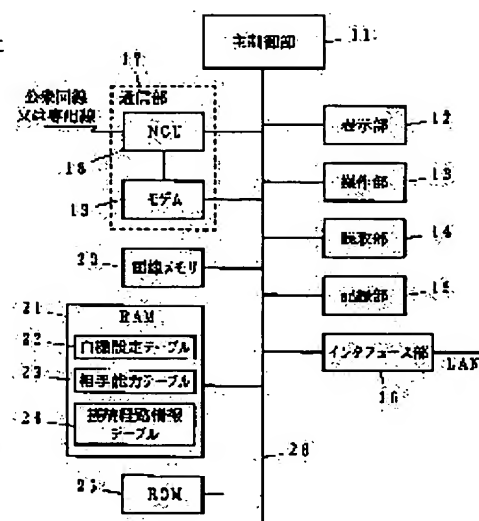 主制御部
11
17
公衆回線
又は専用線
通信部
NCU
18
モデム
19
表示部
12
操作部
13
読取部
14
記録部
15
20
画線メモリ
21
RAM
22
自機設定テーブル
23
相手能力テーブル
24
接続経路情報
テーブル
インタフェース部
LAN
16
25
ROM
26